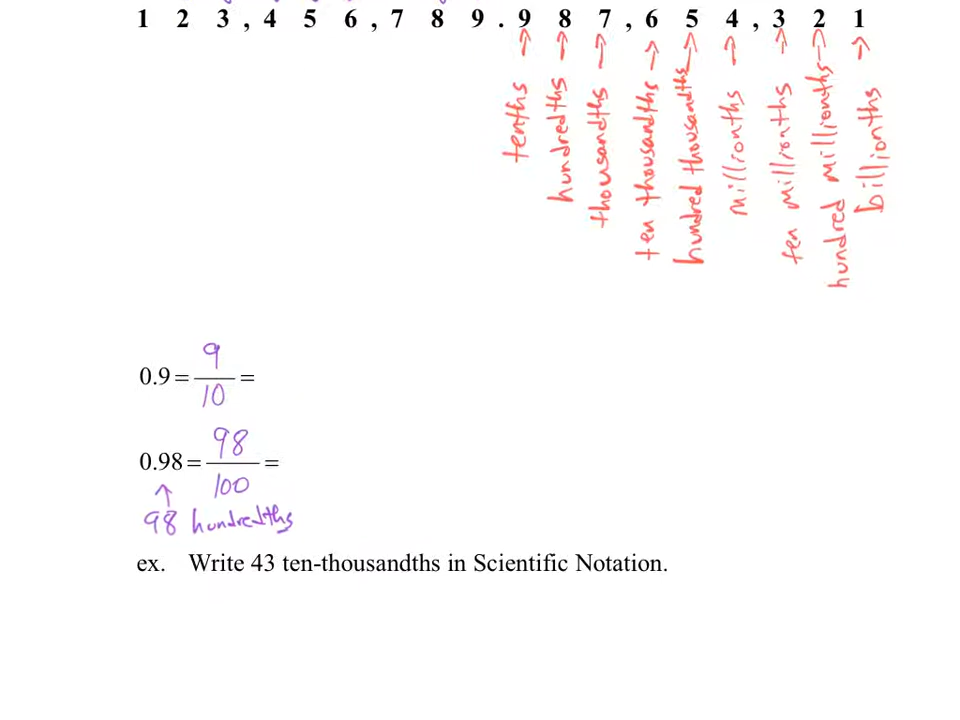 1 2 3 , 4 5 6 , 7 8 9 . 9 8 7 , 6 5 4 , 3 2 1
tenths →
hundredths →
thousandths →
ten thousandths →
hundred thousandths →
millionths →
ten millionths →
hundred millionths →
billionths →
0.9 = 9/10 =
0.98 = 98/100 =
↑
98 hundredths
ex. Write 43 ten-thousandths in Scientific Notation.